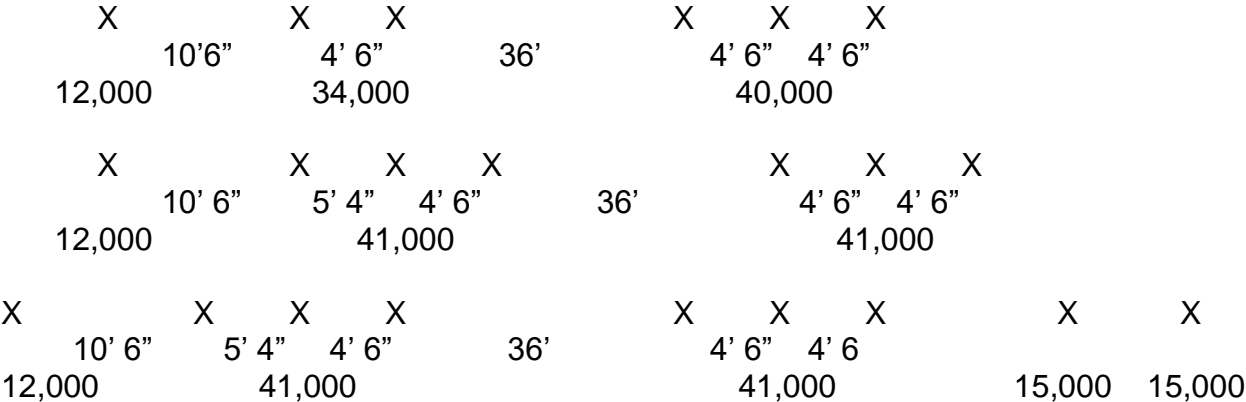 X X X X X X
10’6” 4’ 6” 36’ 4’ 6” 4’ 6”
12,000 34,000 40,000
X X X X X X X
10’ 6” 5’ 4” 4’ 6” 36’ 4’ 6” 4’ 6”
12,000 41,000 41,000
X X X X X X X X X
10’ 6” 5’ 4” 4’ 6” 36’ 4’ 6” 4’ 6
12,000 41,000 41,000 15,000 15,000